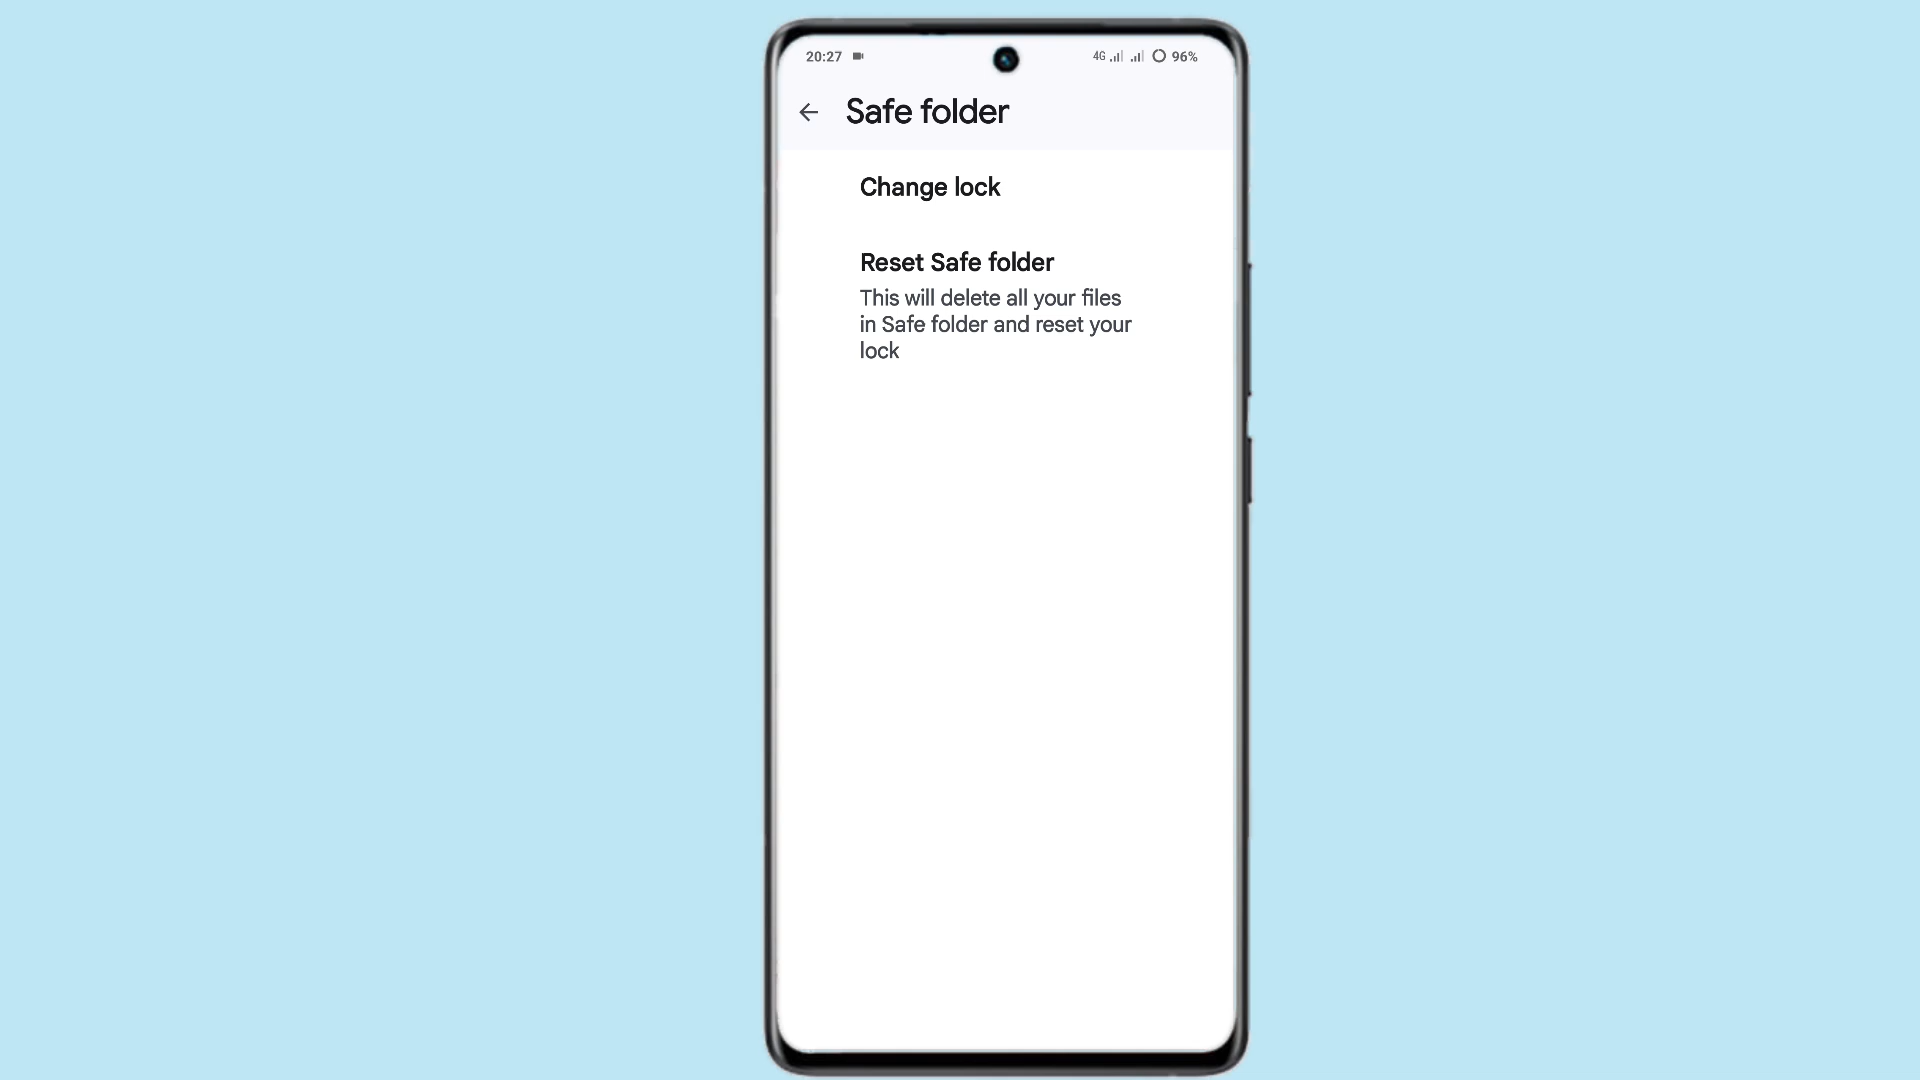 20:27 4G 96%
Safe folder
Change lock
Reset Safe folder
This will delete all your files
in Safe folder and reset your
lock